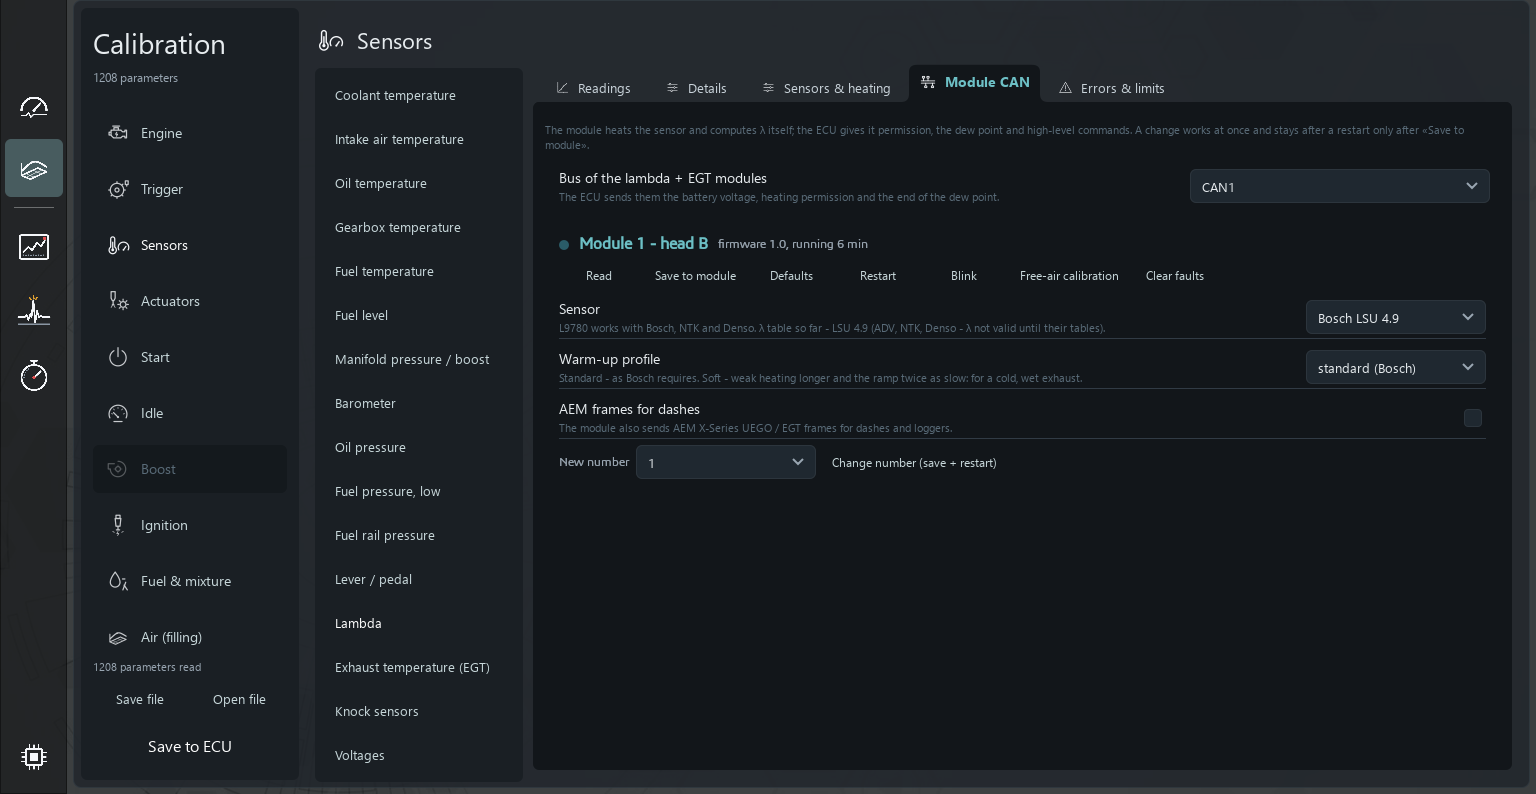 Calibration
1208 parameters
Engine
Trigger
Sensors
Actuators
Start
Idle
Boost
Ignition
Fuel & mixture
Air (filling)
1208 parameters read
Save file
Open file
Save to ECU
Sensors
Coolant temperature
Intake air temperature
Oil temperature
Gearbox temperature
Fuel temperature
Fuel level
Manifold pressure / boost
Barometer
Oil pressure
Fuel pressure, low
Fuel rail pressure
Lever / pedal
Lambda
Exhaust temperature (EGT)
Knock sensors
Voltages
Readings
Details
Sensors & heating
Module CAN
Errors & limits
The module heats the sensor and computes λ itself; the ECU gives it permission, the dew point and high-level commands. A change works at once and stays after a restart only after «Save to
module».
Bus of the lambda + EGT modules
The ECU sends them the battery voltage, heating permission and the end of the dew point.
CAN1
Module 1 - head B firmware 1.0, running 6 min
Read
Save to module
Defaults
Restart
Blink
Free-air calibration
Clear faults
Sensor
L9780 works with Bosch, NTK and Denso. λ table so far - LSU 4.9 (ADV, NTK, Denso - λ not valid until their tables).
Bosch LSU 4.9
Warm-up profile
Standard - as Bosch requires. Soft - weak heating longer and the ramp twice as slow: for a cold, wet exhaust.
standard (Bosch)
AEM frames for dashes
The module also sends AEM X-Series UEGO / EGT frames for dashes and loggers.
New number
1
Change number (save + restart)